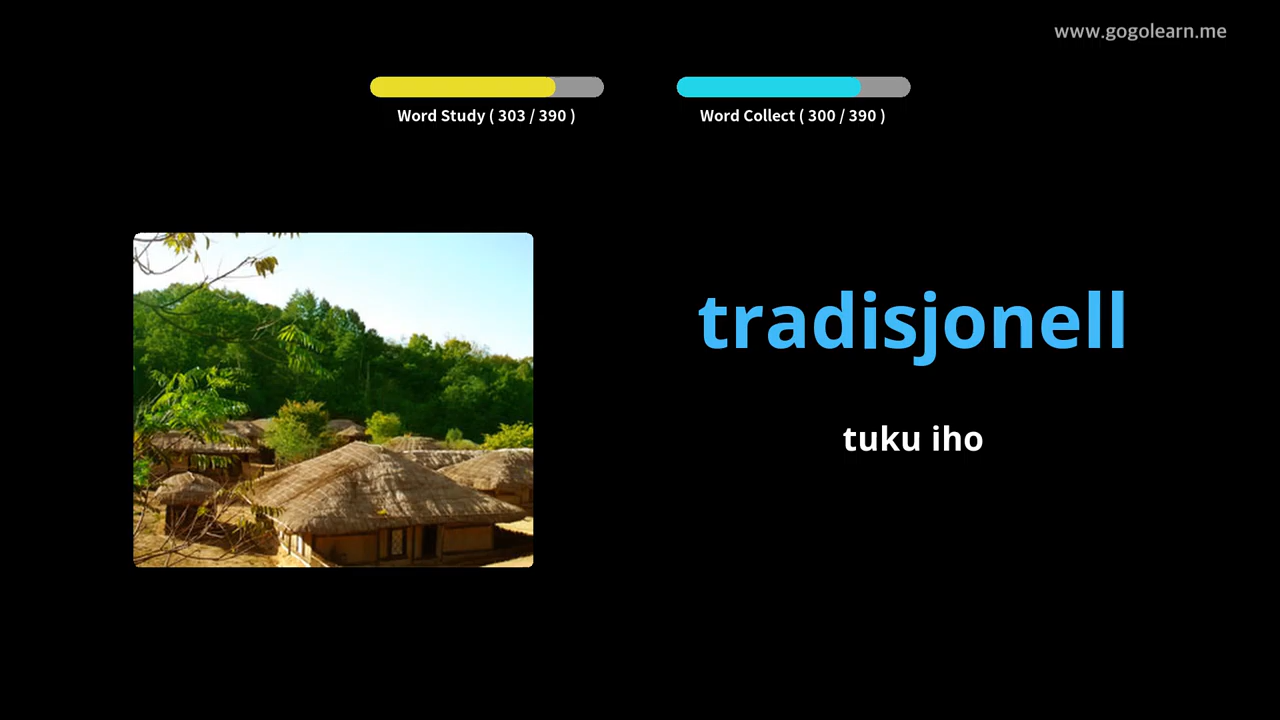 www.gogolearn.me
Word Study ( 303 / 390 )
Word Collect ( 300 / 390 )
tradisjonell
tuku iho